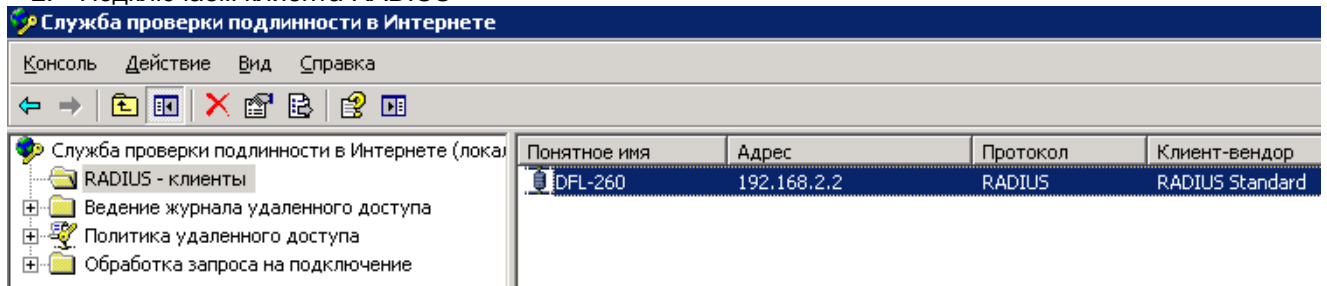 Служба проверки подлинности в Интернете
Консоль Действие Вид Справка
Служба проверки подлинности в Интернете (лока
Понятное имя Адрес Протокол Клиент-вендор
RADIUS - клиенты
DFL-260 192.168.2.2 RADIUS RADIUS Standard
Ведение журнала удаленного доступа
Политика удаленного доступа
Обработка запроса на подключение